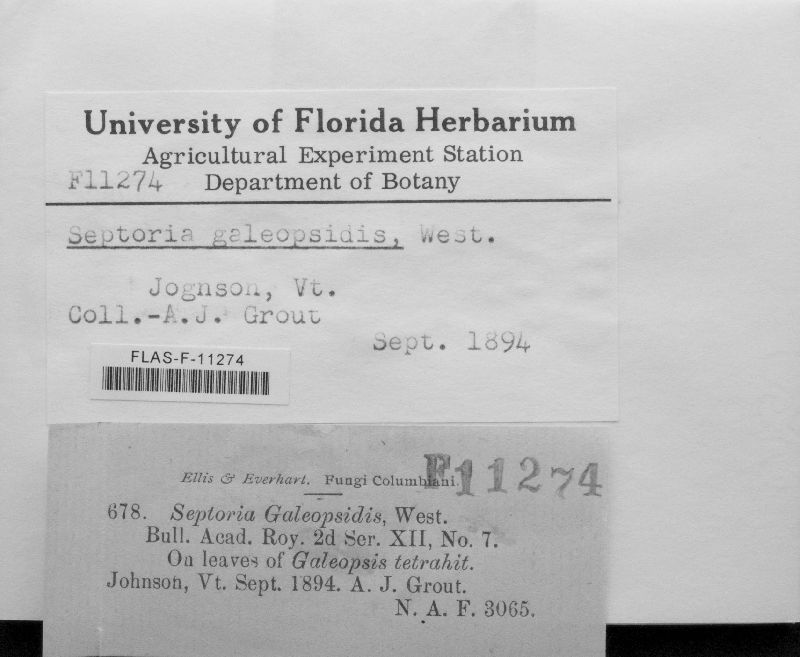 University of Florida Herbarium
Agricultural Experiment Station
F11274 Department of Botany
Septoria galeopsidis, West.
Jognson, Vt.
Coll.-A.J. Grout
Sept. 1894
FLAS-F-11274
Ellis & Everhart. Fungi Columbiani.
F11274
678. Septoria Galeopsidis, West.
Bull. Acad. Roy. 2d Ser. XII, No. 7.
On leaves of Galeopsis tetrahit.
Johnson, Vt. Sept. 1894. A. J. Grout.
N. A. F. 3065.